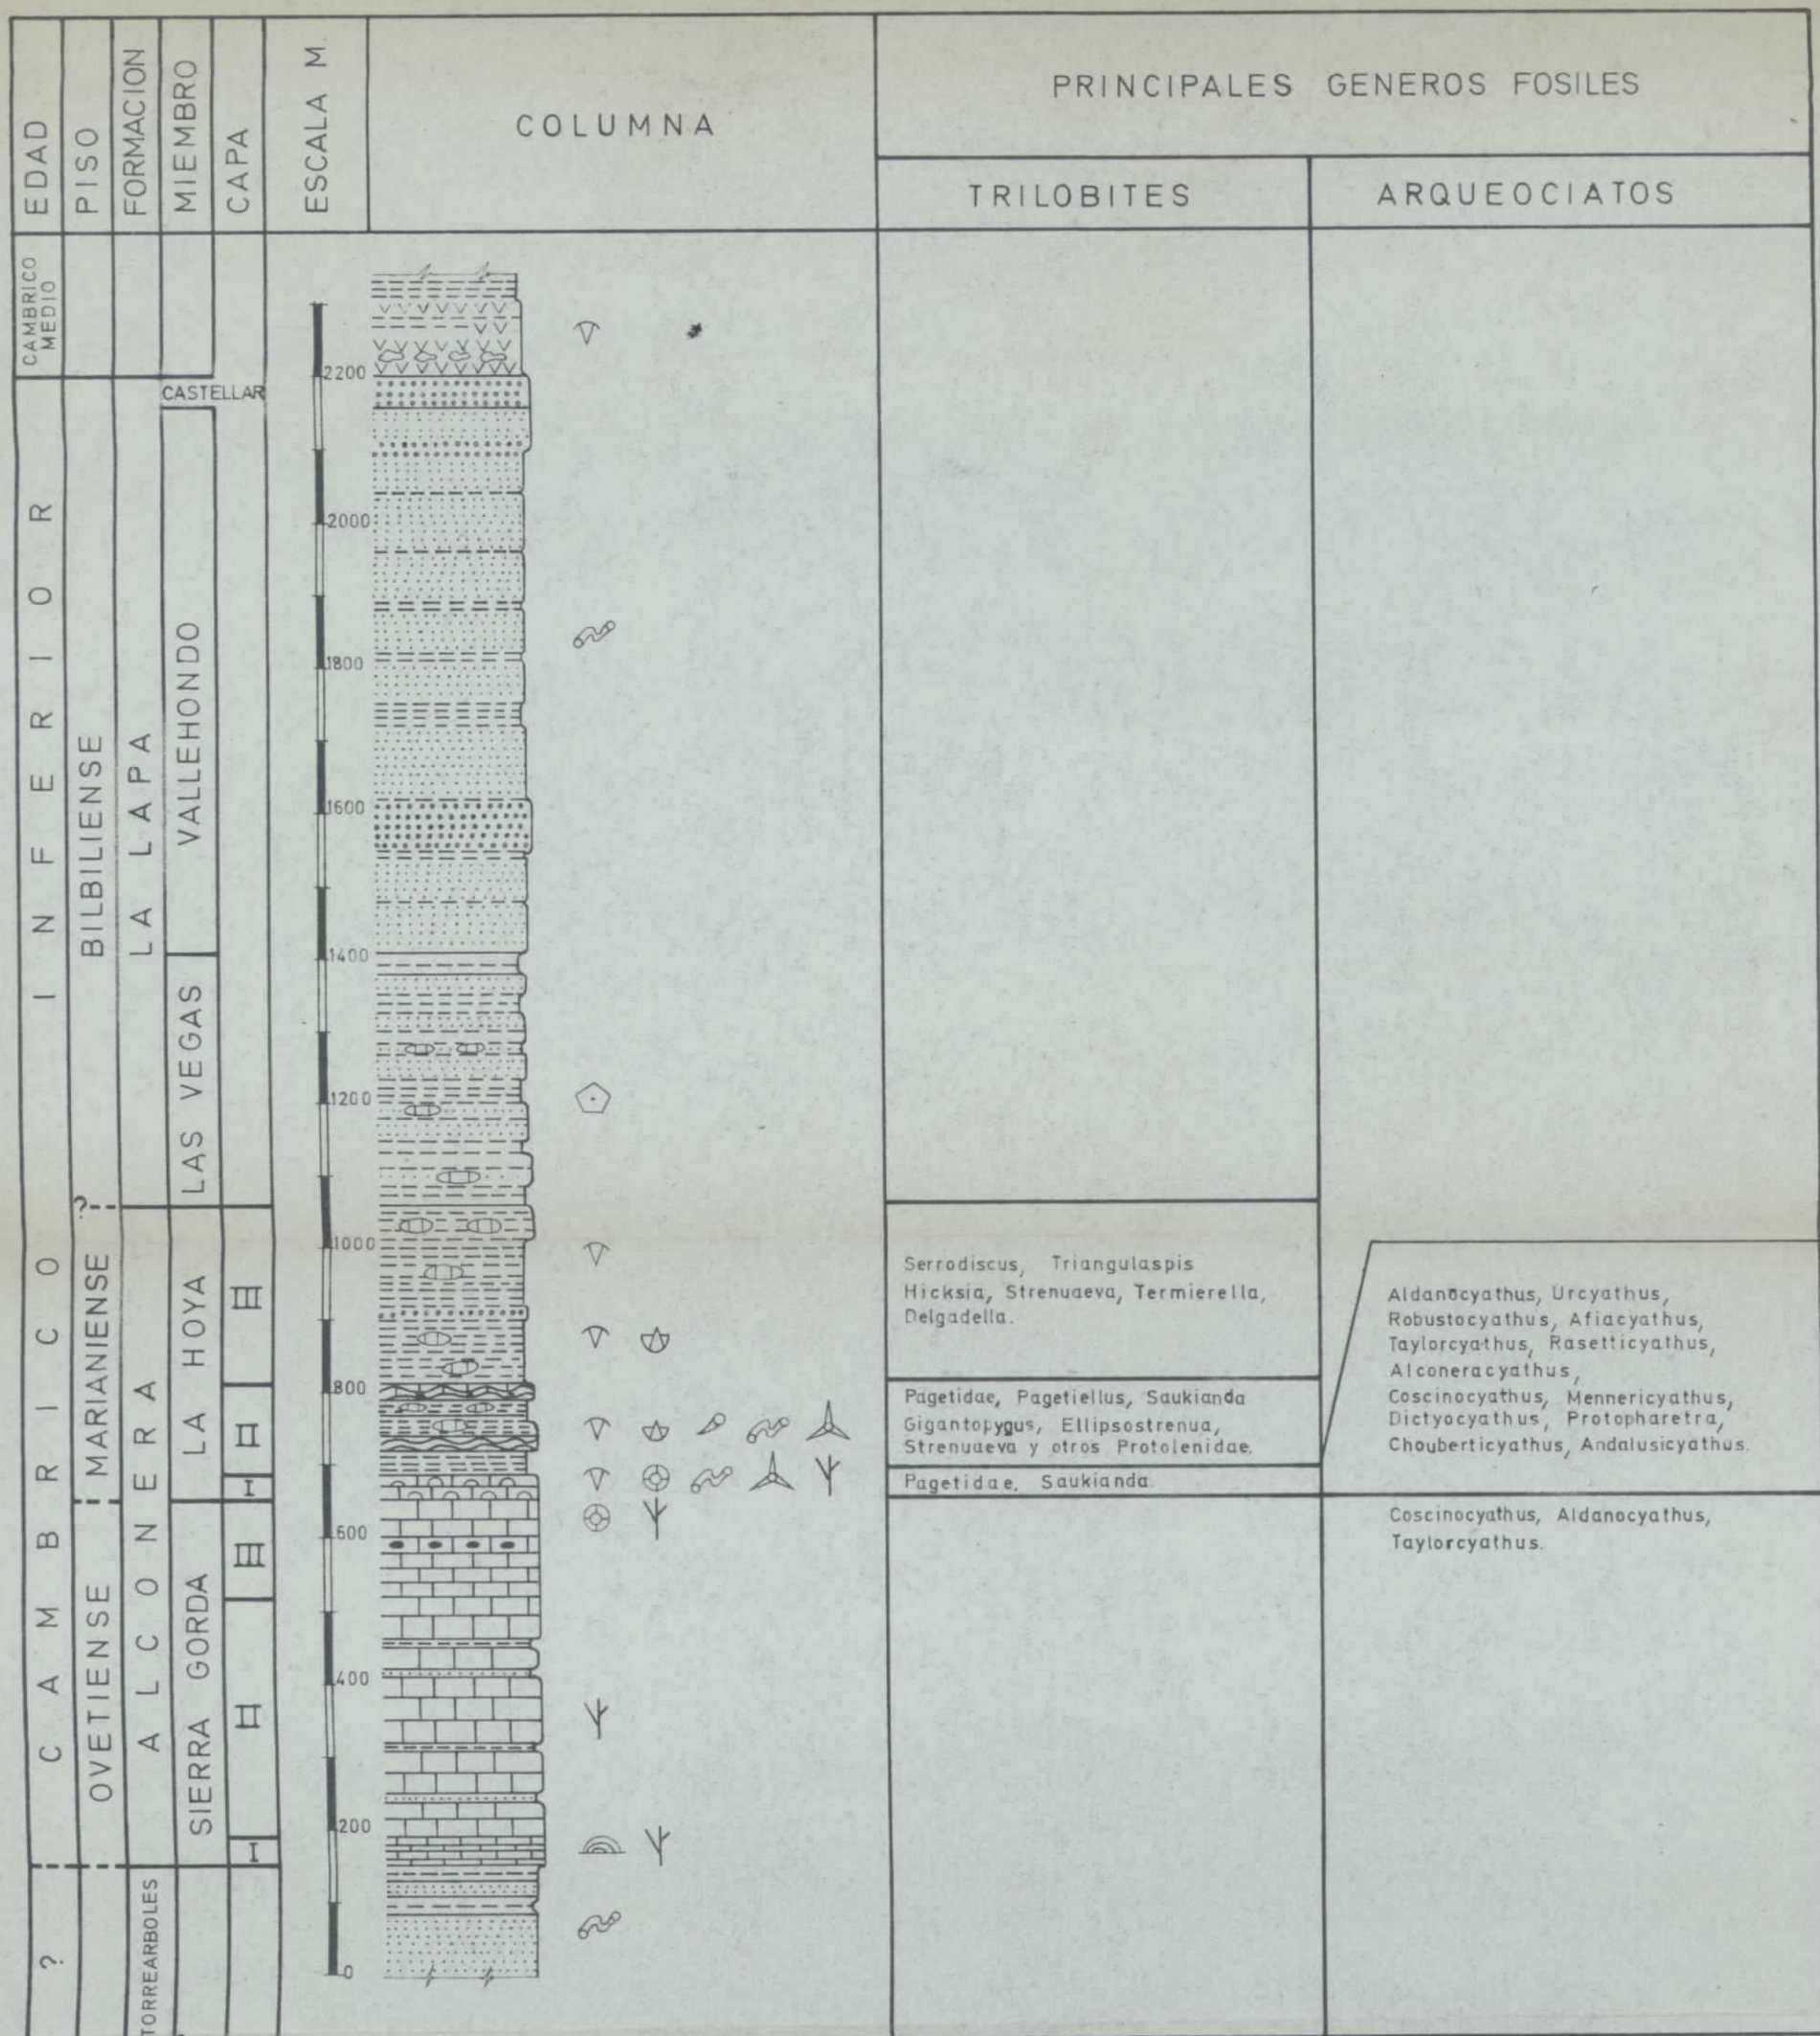 EDAD
PISO
FORMACION
MIEMBRO
CAPA
ESCALA M.
COLUMNA
PRINCIPALES GENEROS FOSILES
TRILOBITES
ARQUEOCIATOS
CAMBRICO
MEDIO
CAMBRICO INFERIOR
?
BILBILIENSE
?
MARIANIENSE
OVETIENSE
LA LAPA
ALCONERA
TORREARBOLES
CASTELLAR
VALLEHONDO
LAS VEGAS
LA HOYA
SIERRA GORDA
III
II
I
III
II
I
2200
2000
1800
1600
1400
1200
1000
800
600
400
200
0
Serrodiscus, Triangulaspis
Hicksia, Strenuaeva, Termierella,
Delgadella.
Pagetidae, Pagetiellus, Saukianda
Gigantopygus, Ellipsostrenua,
Strenuaeva y otros Protolenidae.
Pagetidae, Saukianda.
Aldanocyathus, Urcyathus,
Robustocyathus, Afiacyathus,
Taylorcyathus, Rasetticyathus,
Alconeracyathus,
Coscinocyathus, Mennericyathus,
Dictyocyathus, Protopharetra,
Chouberticyathus, Andalusicyathus.
Coscinocyathus, Aldanocyathus,
Taylorcyathus.